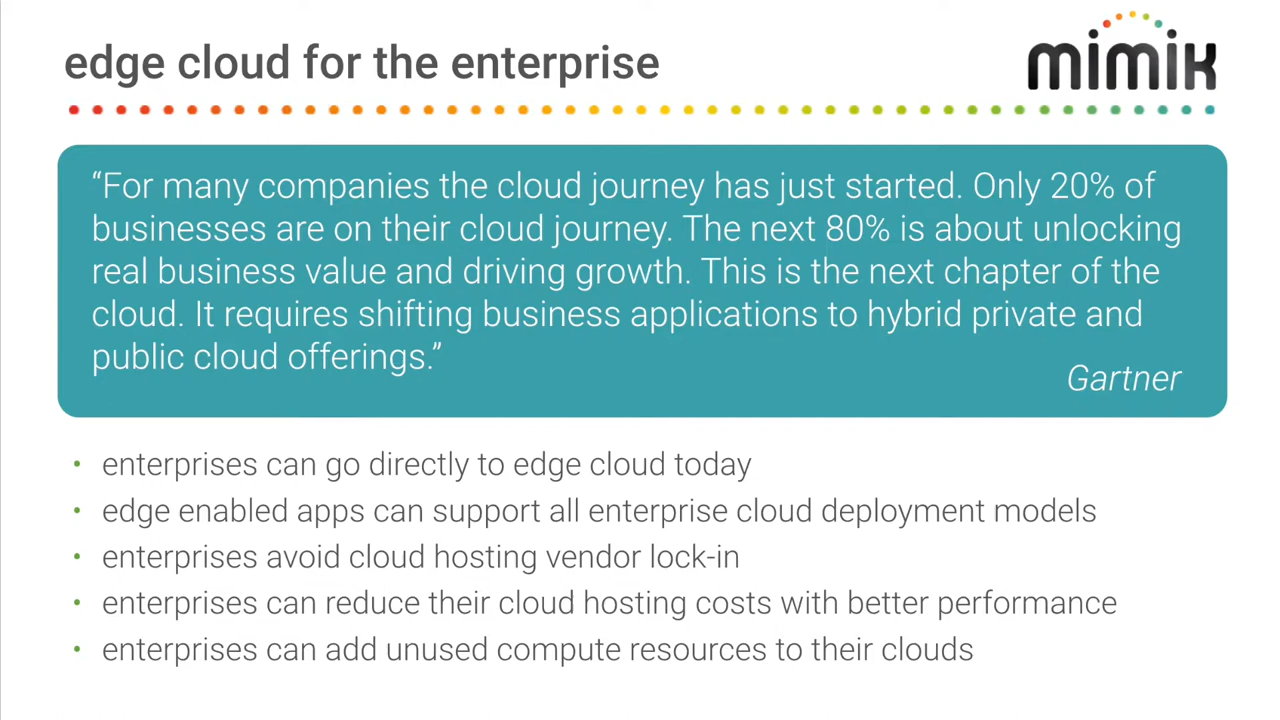 edge cloud for the enterprise
mimik
“For many companies the cloud journey has just started. Only 20% of
businesses are on their cloud journey. The next 80% is about unlocking
real business value and driving growth. This is the next chapter of the
cloud. It requires shifting business applications to hybrid private and
public cloud offerings.”
Gartner
• enterprises can go directly to edge cloud today
• edge enabled apps can support all enterprise cloud deployment models
• enterprises avoid cloud hosting vendor lock-in
• enterprises can reduce their cloud hosting costs with better performance
• enterprises can add unused compute resources to their clouds